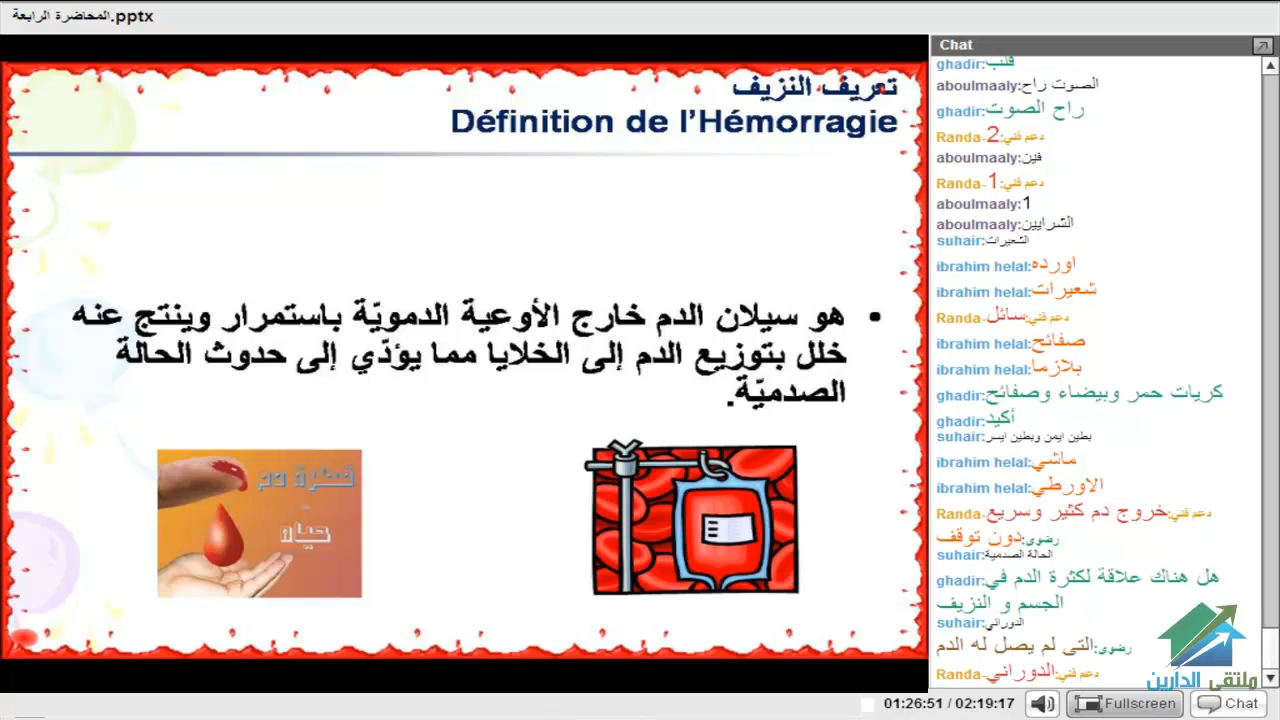 المحاضرة الرابعة.pptx
تعريف النزيف
Définition de l'Hémorragie
• هو سيلان الدم خارج الأوعية الدمويّة باستمرار وينتج عنه
خلل بتوزيع الدم إلى الخلايا مما يؤدّي إلى حدوث الحالة
الصدميّة.
قطرة دم
حياه
Chat
ghadir:قلب
aboulmaaly:الصوت راح
ghadir:راح الصوت
Randa-دعم فني:2
aboulmaaly:فين
Randa-دعم فني:1
aboulmaaly:1
aboulmaaly:الشرايين
suhair:الشعيرات
ibrahim helal:اورده
ibrahim helal:شعيرات
Randa-دعم فني:سائل
ibrahim helal:صفائح
ibrahim helal:بلازما
ghadir:كريات حمر وبيضاء وصفائح
ghadir:أكيد
suhair:بطين ايمن وبطين ايسر
ibrahim helal:ماشي
ibrahim helal:الاورطي
Randa-دعم فني:خروج دم كثير وسريع
رضوى:دون توقف
suhair:الحالة الصدمية
ghadir:هل هناك علاقة لكثرة الدم في
الجسم و النزيف
suhair:الدوراني
رضوى:التى لم يصل له الدم
Randa-دعم فني:الدوراني
ملتقى الدارين
01:26:51 / 02:19:17
Fullscreen
Chat